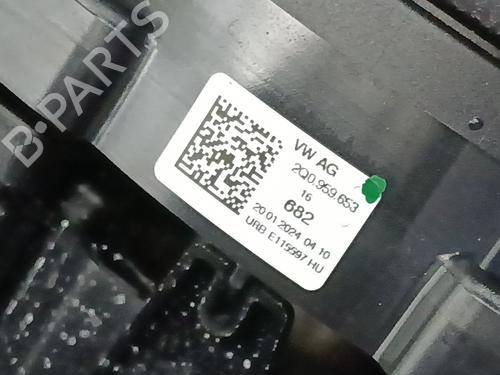 B-PARTS
VW AG
2Q0.959.653
16
682
20.01.2024 04:10
URB E115597 HU